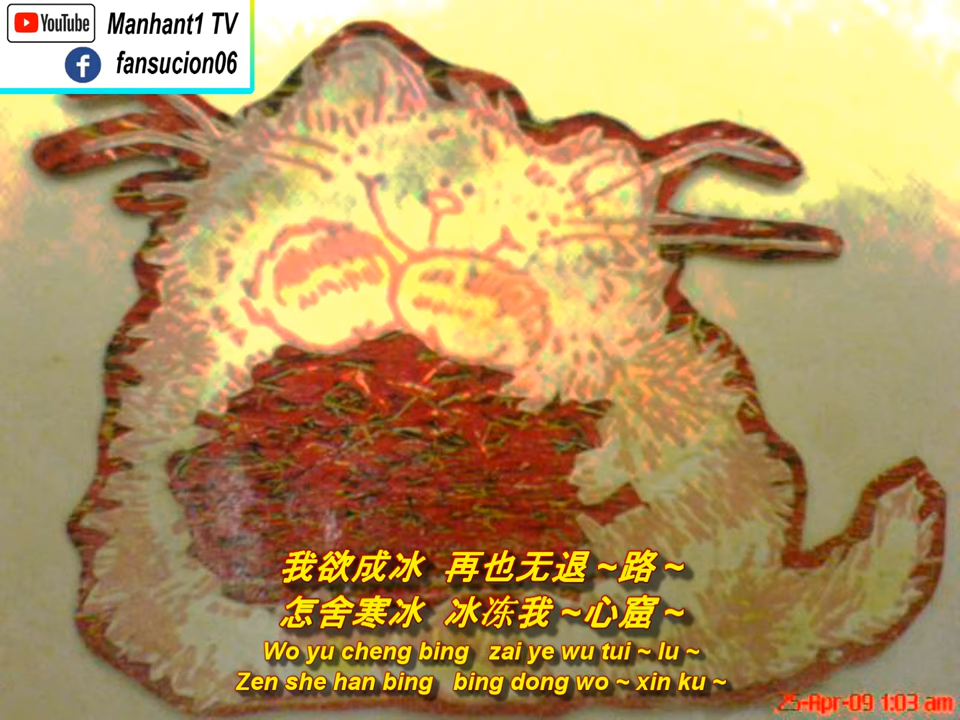 YouTube Manhant1 TV
fansucion06
我欲成冰 再也无退 ~路 ~
怎舍寒冰 冰冻我 ~心窟 ~
Wo yu cheng bing zai ye wu tui ~ lu ~
Zen she han bing bing dong wo ~ xin ku ~
25-Apr-09 1:03 am